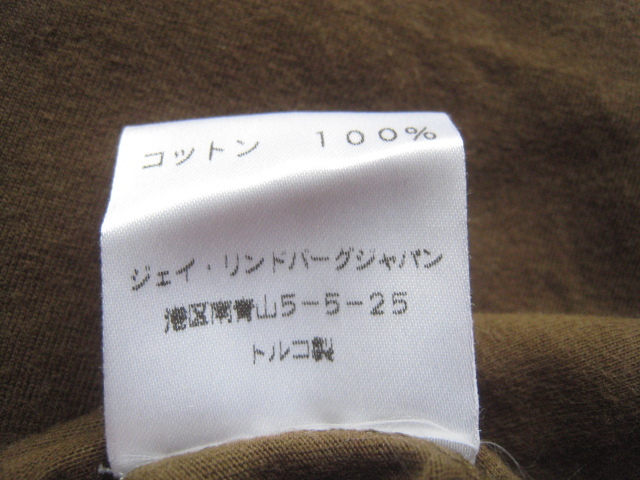 コットン　１００％
ジェイ・リンドバーグジャパン
港区南青山5-5-25
トルコ製